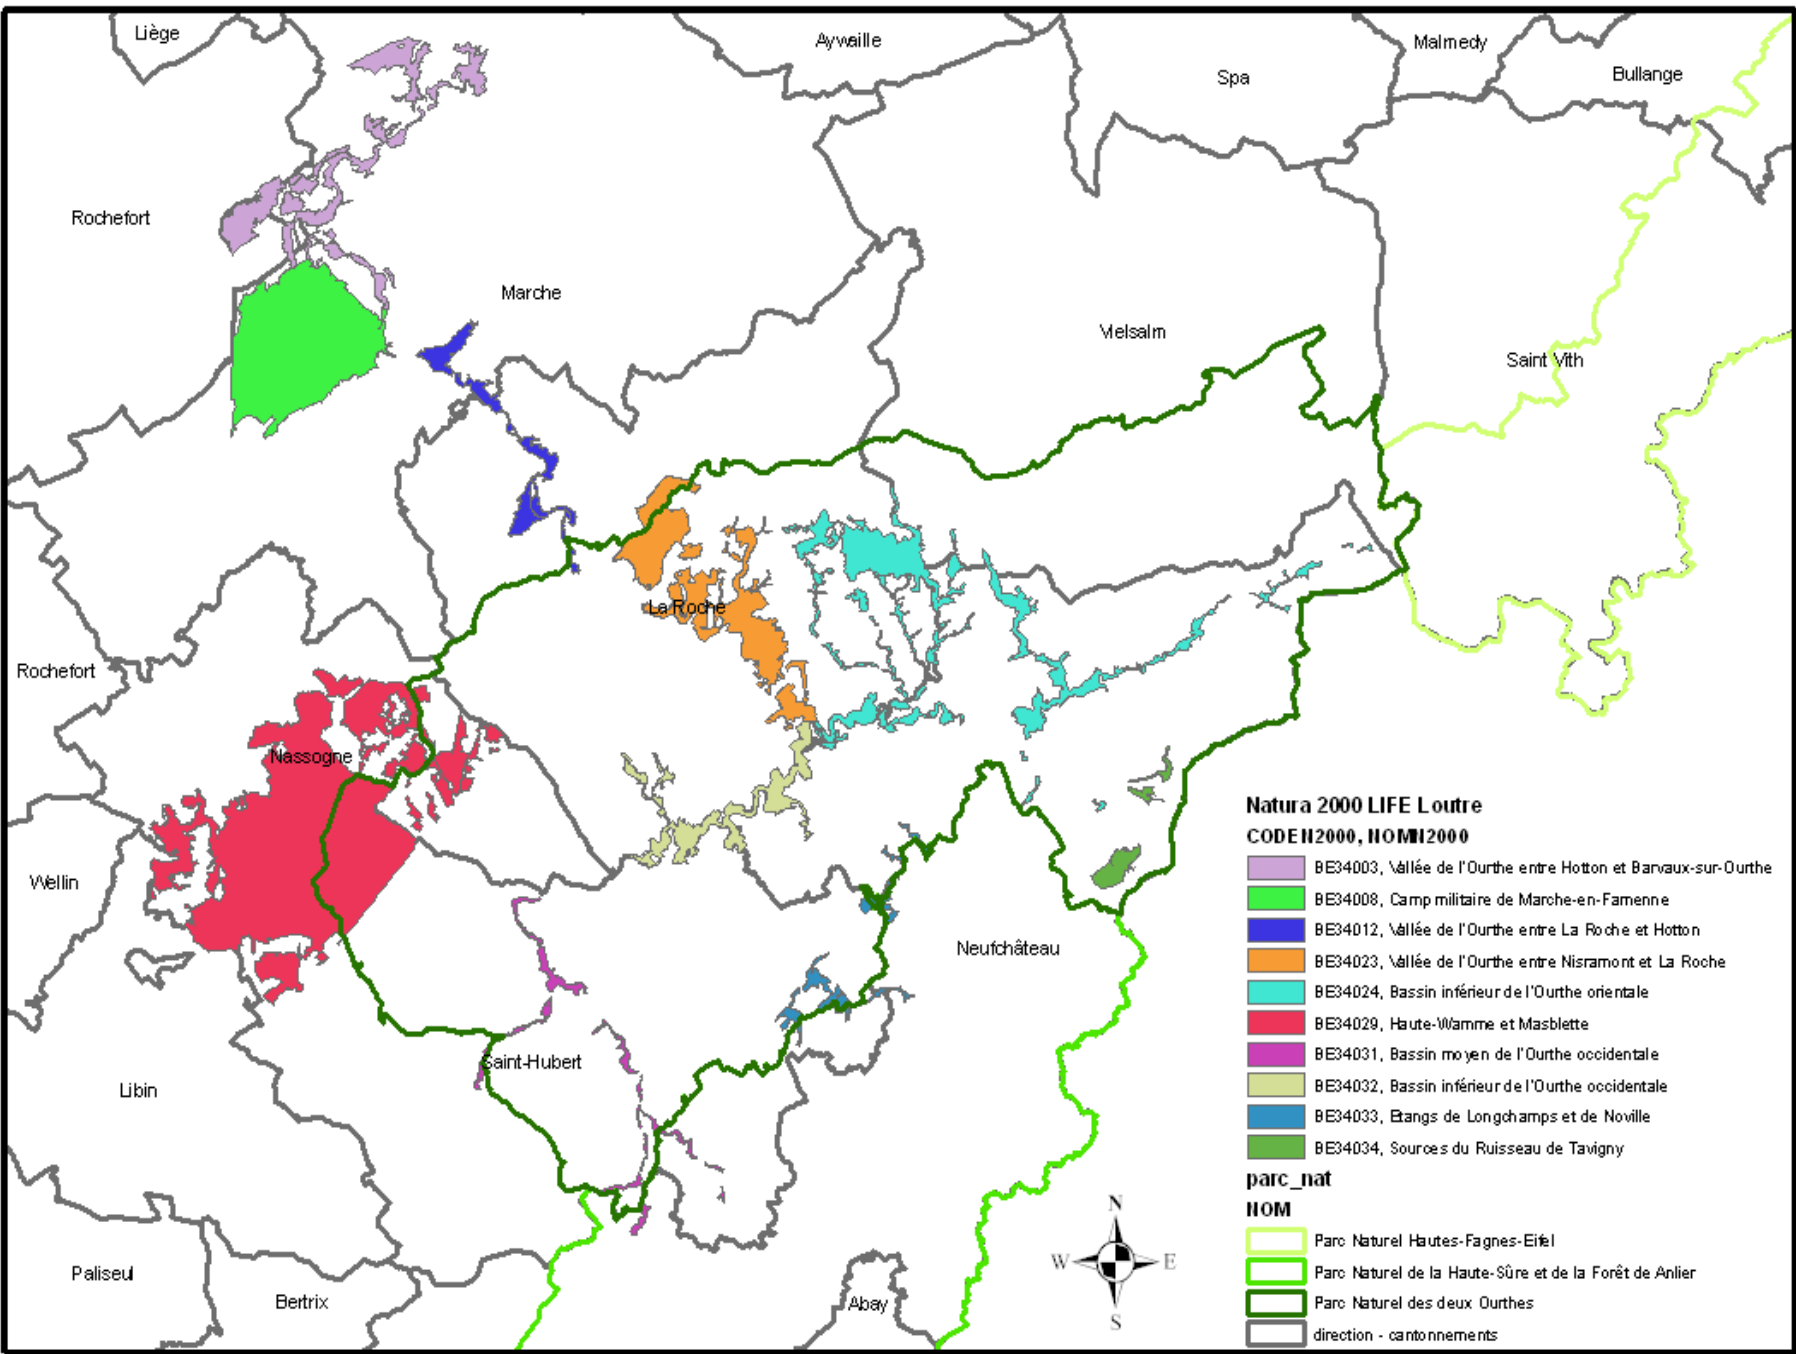 Liège
Aywaille
Malmedy
Bullange
Spa
Rochefort
Marche
Vielsalm
Saint Vith
La Roche
Rochefort
Nassogne
Wellin
Neufchâteau
Saint-Hubert
Libin
Paliseul
Bertrix
Abay
Natura 2000 LIFE Loutre
CODEN2000, NOMN2000
BE34003, Vallée de l'Ourthe entre Hotton et Barvaux-sur-Ourthe
BE34008, Camp militaire de Marche-en-Famenne
BE34012, Vallée de l'Ourthe entre La Roche et Hotton
BE34023, Vallée de l'Ourthe entre Nisramont et La Roche
BE34024, Bassin inférieur de l'Ourthe orientale
BE34029, Haute-Wamme et Masblette
BE34031, Bassin moyen de l'Ourthe occidentale
BE34032, Bassin inférieur de l'Ourthe occidentale
BE34033, Etangs de Longchamps et de Noville
BE34034, Sources du Ruisseau de Tavigny
parc_nat
NOM
Parc Naturel Hautes-Fagnes-Eifel
Parc Naturel de la Haute-Sûre et de la Forêt de Anlier
Parc Naturel des deux Ourthes
direction - cantonnements
N
W E
S